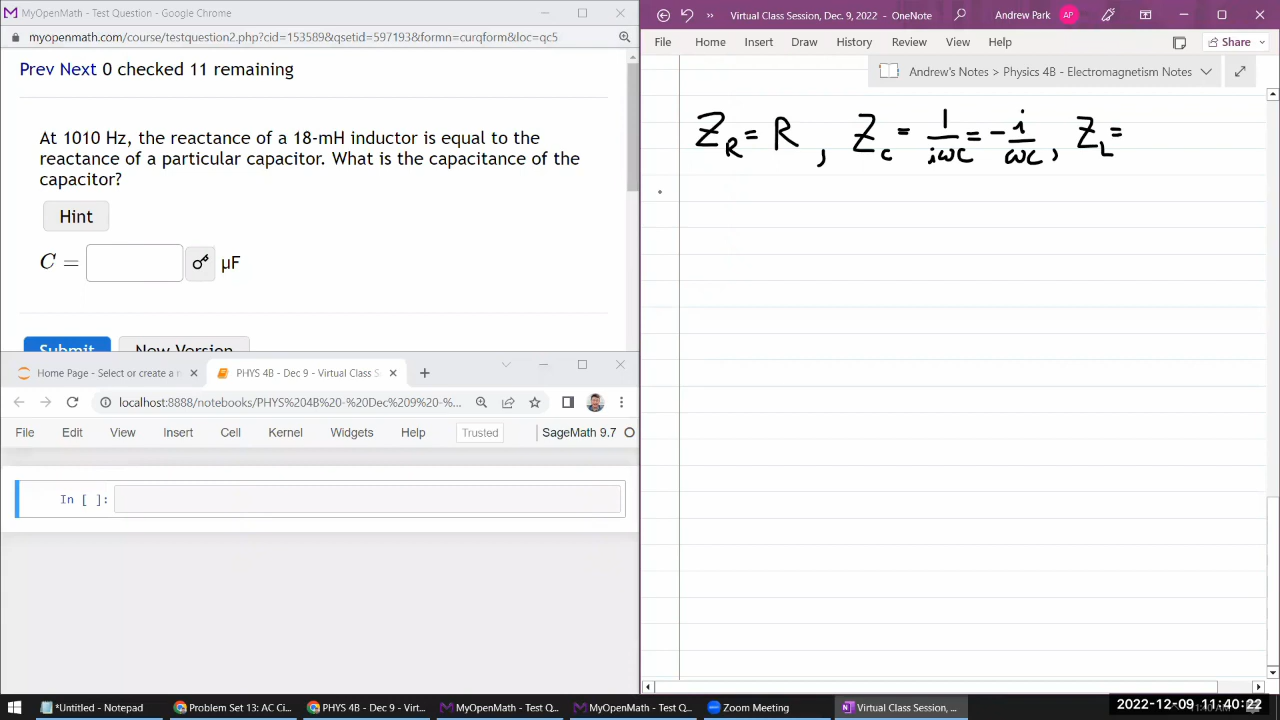 MyOpenMath - Test Question - Google Chrome
myopenmath.com/course/testquestion2.php?cid=153589&qsetid=597193&formn=curqform&loc=qc5
Prev Next 0 checked 11 remaining
At 1010 Hz, the reactance of a 18-mH inductor is equal to the
reactance of a particular capacitor. What is the capacitance of the
capacitor?
Hint
C = μF
Submit New Version
Home Page - Select or create a n
PHYS 4B - Dec 9 - Virtual Class S
localhost:8888/notebooks/PHYS%204B%20-%20Dec%209%20-%...
File Edit View Insert Cell Kernel Widgets Help Trusted SageMath 9.7
In [ ]:
Virtual Class Session, Dec. 9, 2022 - OneNote
Andrew Park AP
File Home Insert Draw History Review View Help Share
Andrew's Notes > Physics 4B - Electromagnetism Notes
Z_R = R , Z_C = 1/(iωC) = -i/(ωC), Z_L =
*Untitled - Notepad
Problem Set 13: AC Ci...
PHYS 4B - Dec 9 - Virt...
MyOpenMath - Test Q...
MyOpenMath - Test Q...
Zoom Meeting
Virtual Class Session, ...
2022-12-09 11:40:22